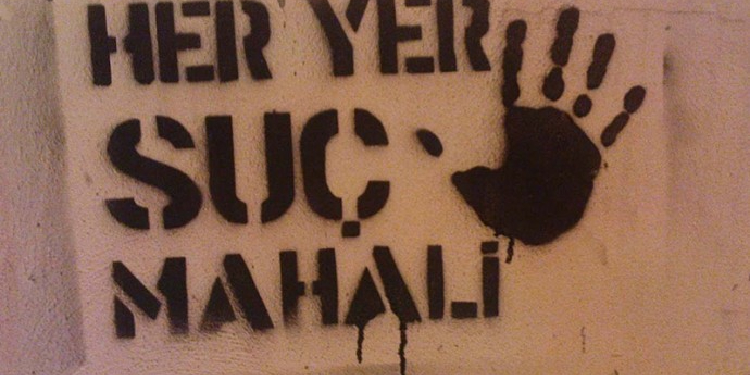 HER YER
SUÇ
MAHALİ